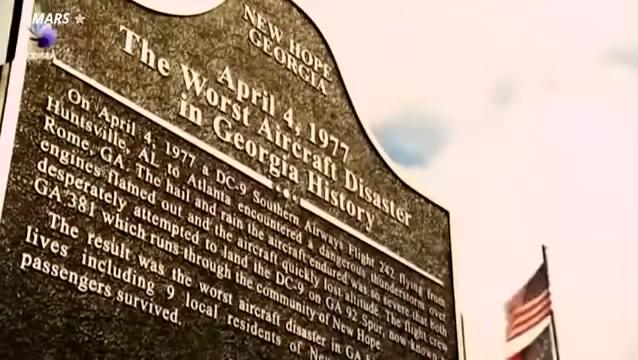 MARS ☆
NEW HOPE
GEORGIA
April 4, 1977
The Worst Aircraft Disaster
in Georgia History
On April 4, 1977 a DC-9 Southern Airways Flight 242 flying from
Huntsville, AL to Atlanta encountered a dangerous thunderstorm over
Rome, GA. The hail and rain the aircraft endured was so severe that both
engines flamed out and the aircraft quickly lost altitude. The flight crew
desperately attempted to land the DC-9 on GA 92 Spur, now known
GA 381 which runs through the community of New Hope.
The result was the worst aircraft disaster in GA
lives including 9 local residents of
passengers survived.